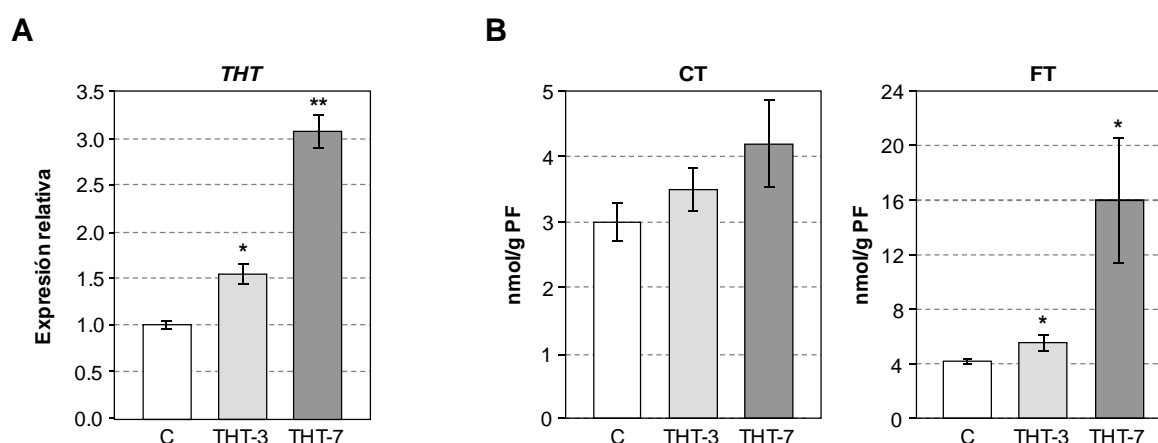 A
THT
Expresión relativa
3.5
3.0
2.5
2.0
1.5
1.0
0.5
0.0
*
**
C THT-3 THT-7
B
CT
nmol/g PF
5
4
3
2
1
0
C THT-3 THT-7
FT
nmol/g PF
24
20
16
12
8
4
0
*
*
C THT-3 THT-7